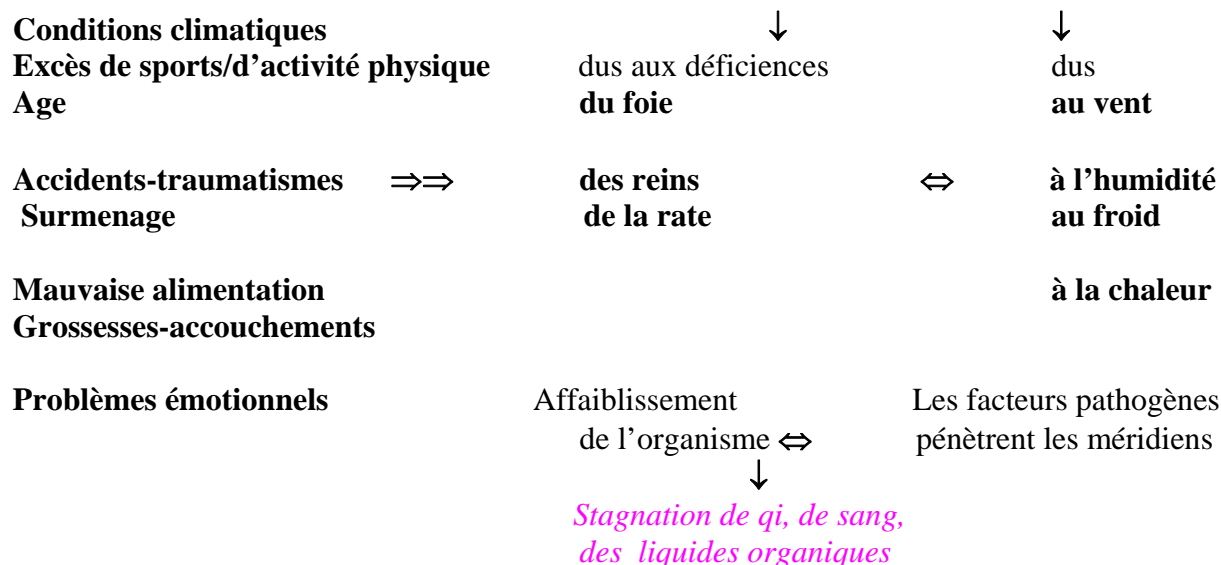 Conditions climatiques ↓ ↓
Excès de sports/d’activité physique dus aux déficiences dus
Age du foie au vent
Accidents-traumatismes ⇒⇒ des reins ⇔ à l’humidité
Surmenage de la rate au froid
Mauvaise alimentation à la chaleur
Grossesses-accouchements
Problèmes émotionnels Affaiblissement Les facteurs pathogènes
de l’organisme ⇔ pénètrent les méridiens
↓
Stagnation de qi, de sang,
des liquides organiques